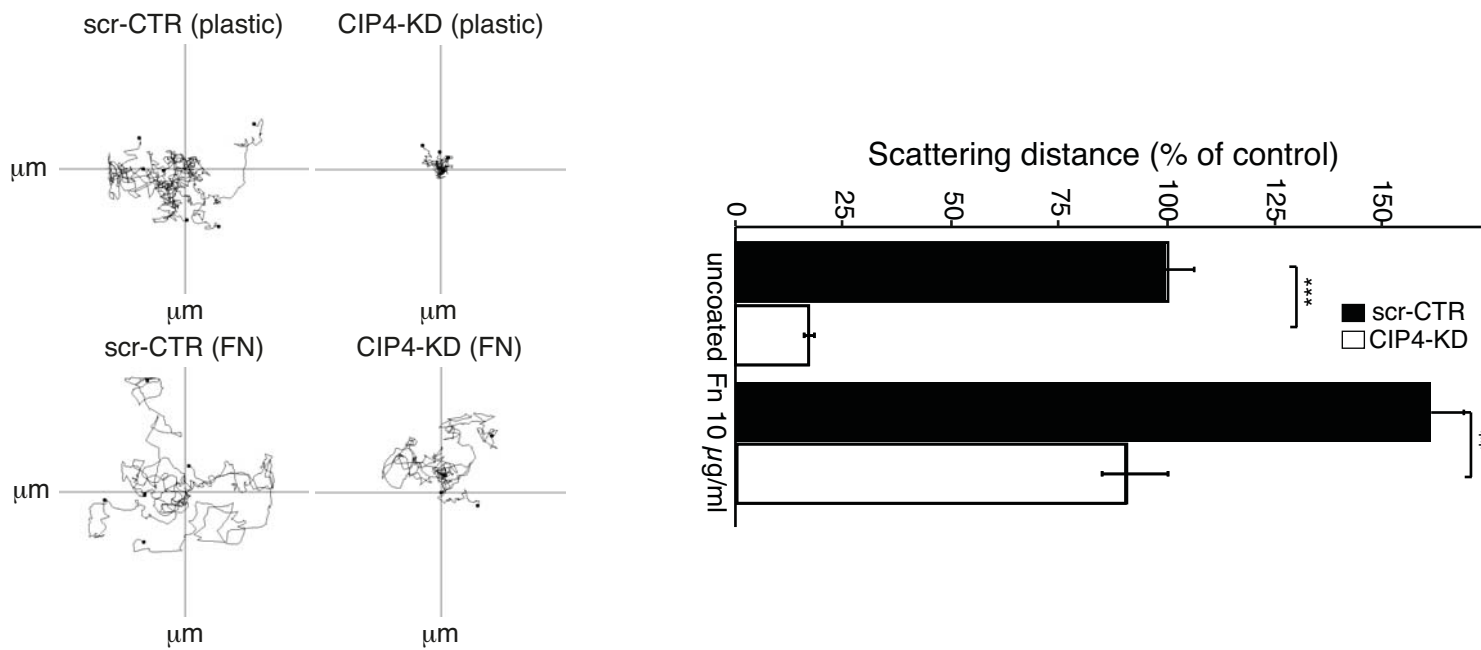 scr-CTR (plastic)
CIP4-KD (plastic)
μm
μm
μm
scr-CTR (FN)
CIP4-KD (FN)
μm
μm
μm
Scattering distance (% of control)
0
25
50
75
100
125
150
uncoated
Fn 10 μg/ml
***
scr-CTR
CIP4-KD